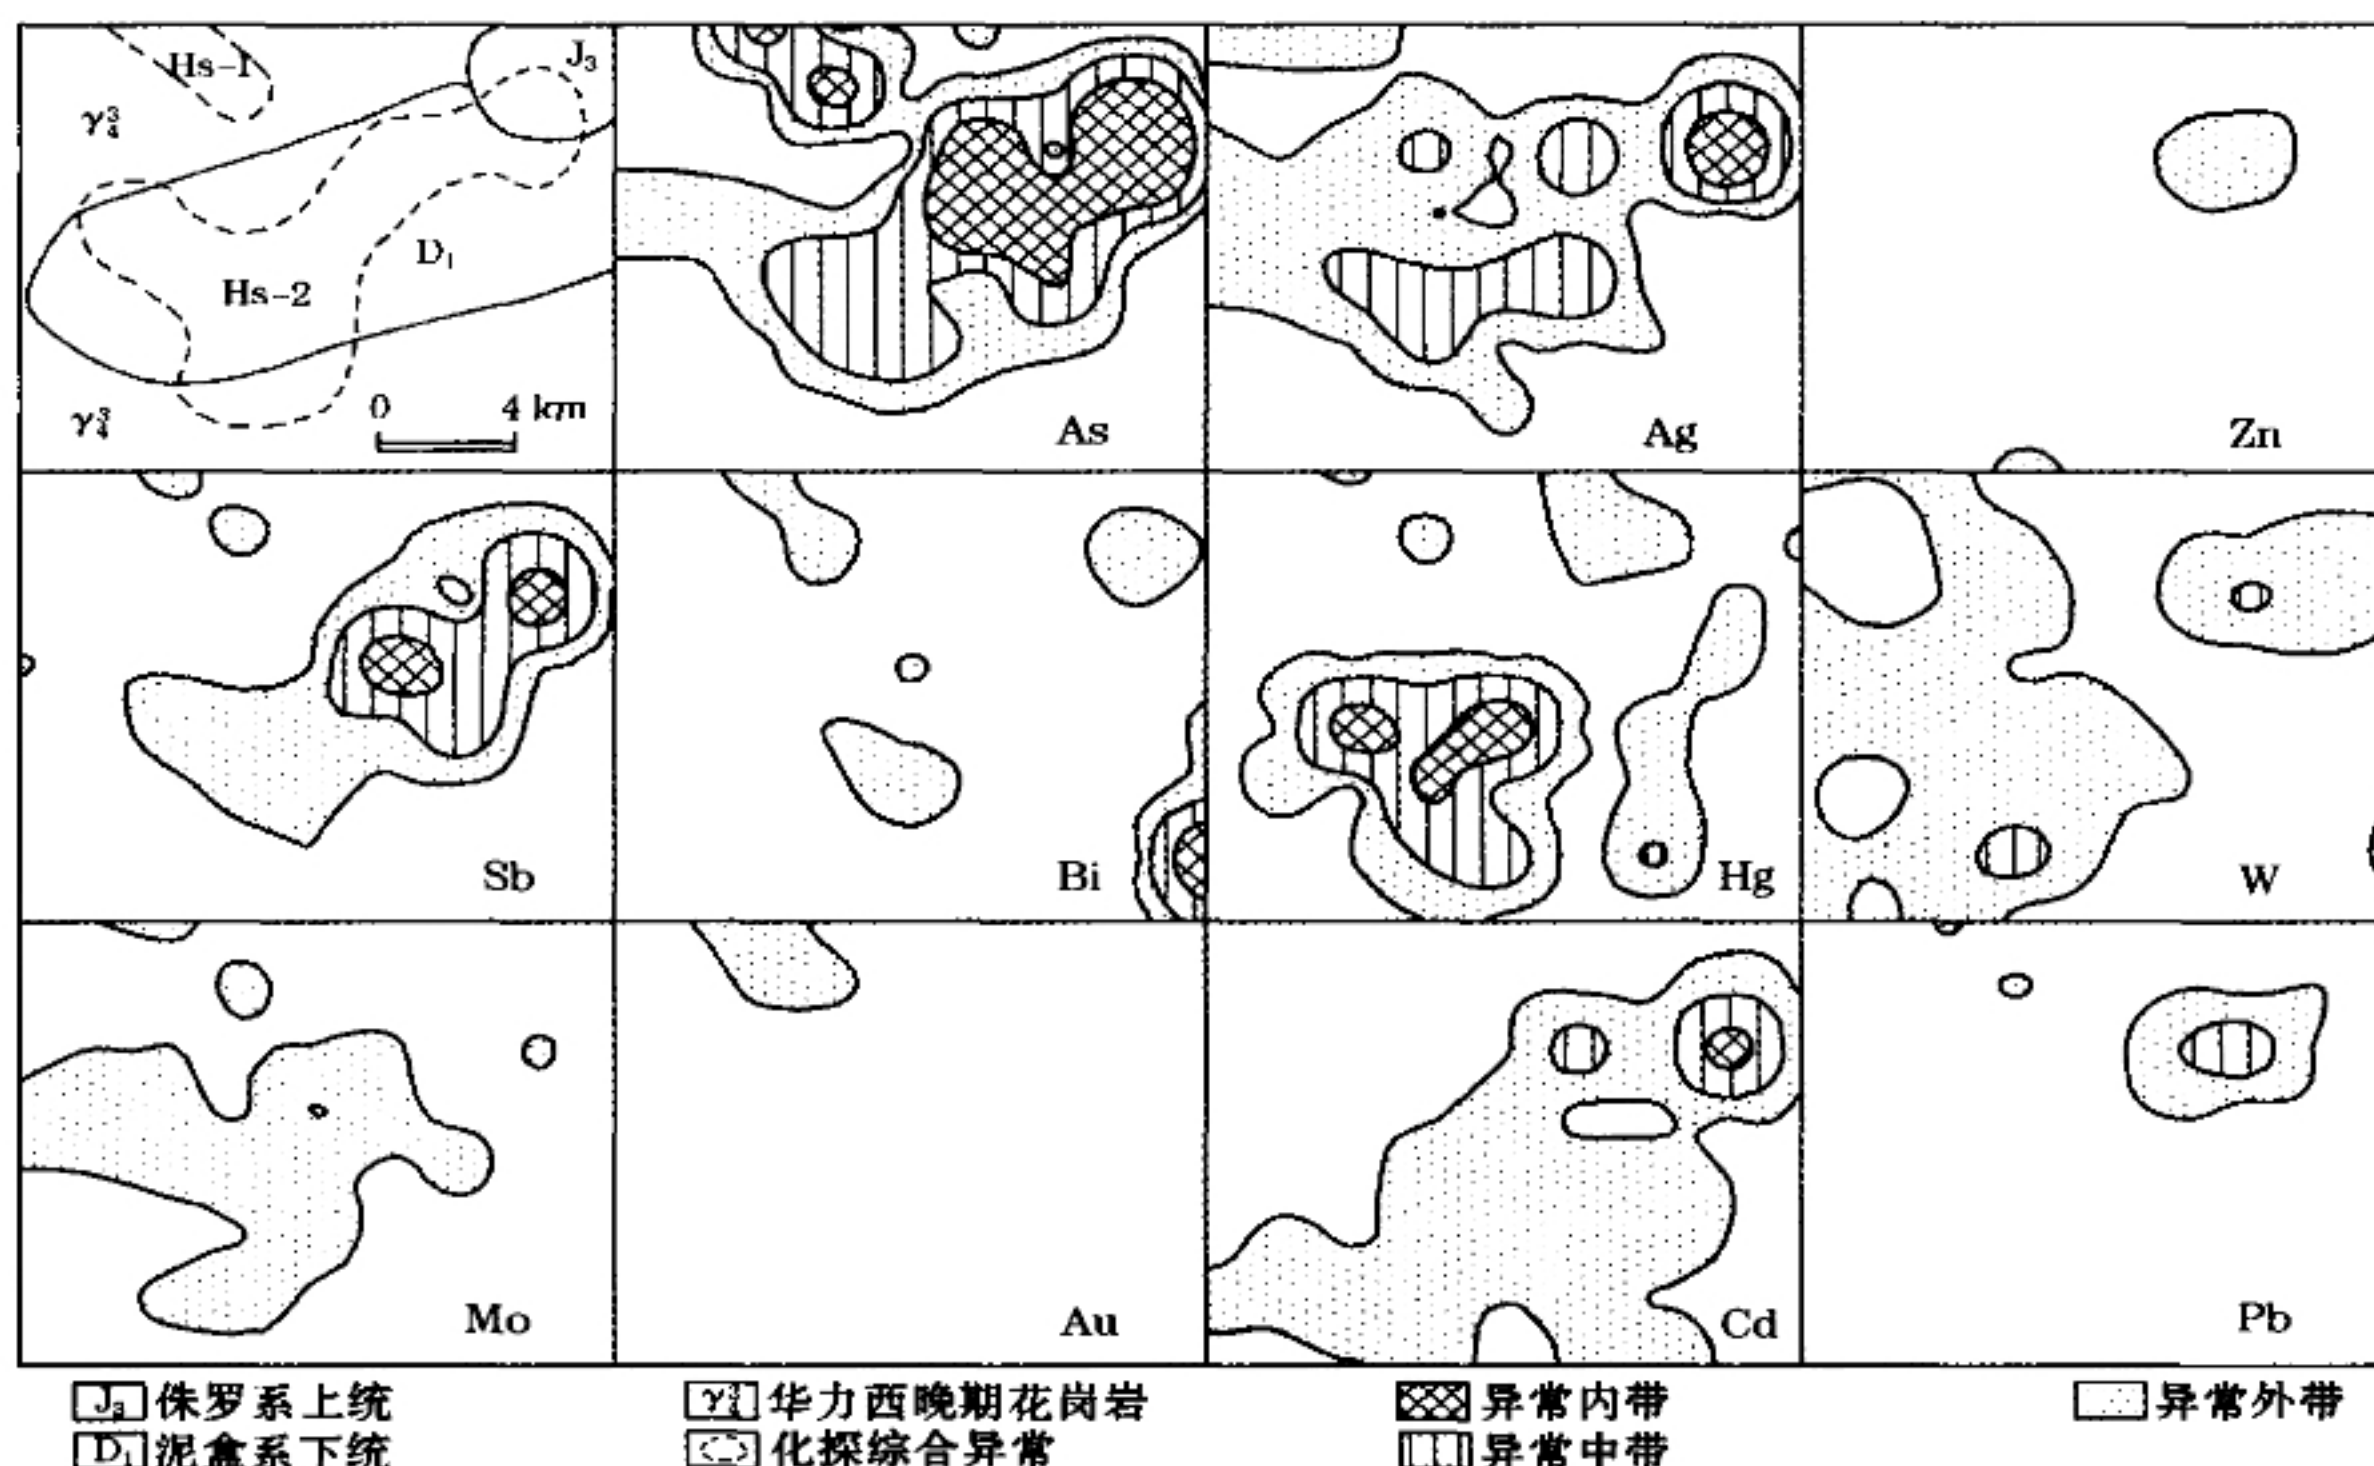 Hs-1
J₃
γ₄³
D₁
Hs-2
γ₄³
0 4 km
As
Ag
Zn
Sb
Bi
Hg
W
Mo
Au
Cd
Pb
J₃ 侏罗系上统 γ₄³ 华力西晚期花岗岩 异常内带 异常外带
D₁ 泥盆系下统 化探综合异常 异常中带